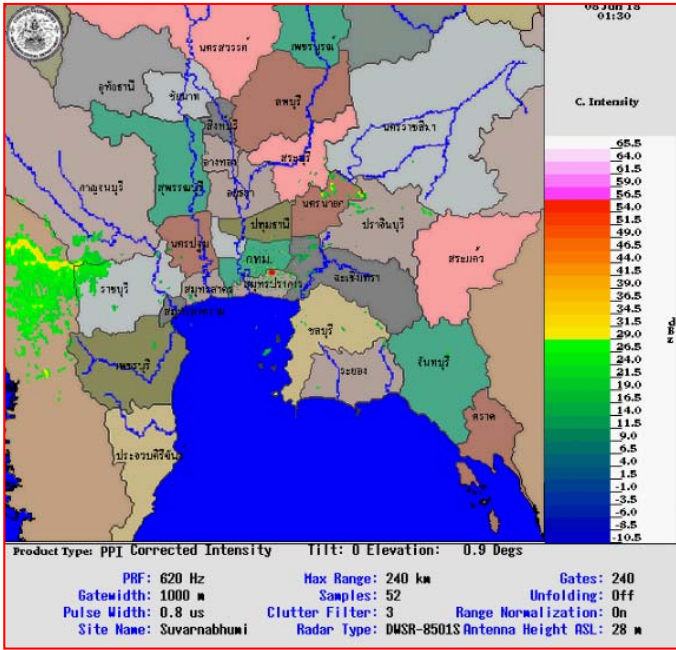 08 Jun 18
01:30
C. Intensity
นครสวรรค์
เพชรบูรณ์
อุทัยธานี
ชัยนาท
ลพบุรี
สิงหบุรี
นครราชสีมา
อ่างทอง
สระบุรี
กาญจนบุรี
สุพรรณบุรี
อยุธยา
นครนายก
ปราจีนบุรี
ปทุมธานี
นครปฐม
กทม.
สระแก้ว
ราชบุรี
ฉะเชิงเทรา
สมุทรสาคร
สมุทรปราการ
สมุทรสงคราม
ชลบุรี
เพชรบุรี
ระยอง
จันทบุรี
ตราด
ประจวบคีรีขันธ์
65.5
64.0
61.5
59.0
56.5
54.0
51.5
49.0
46.5
44.0
41.5
39.0
36.5
34.0
31.5
29.0
26.5
24.0
21.5
19.0
16.5
14.0
11.5
9.0
6.5
4.0
1.5
-1.0
-3.5
-6.0
-8.5
-10.5
Product Type: PPI Corrected Intensity Tilt: 0 Elevation: 0.9 Degs
PRF: 620 Hz Max Range: 240 km Gates: 240
Gatewidth: 1000 m Samples: 52 Unfolding: Off
Pulse Width: 0.8 us Clutter Filter: 3 Range Normalization: On
Site Name: Suvarnabhumi Radar Type: DWSR-8501S Antenna Height ASL: 28 m